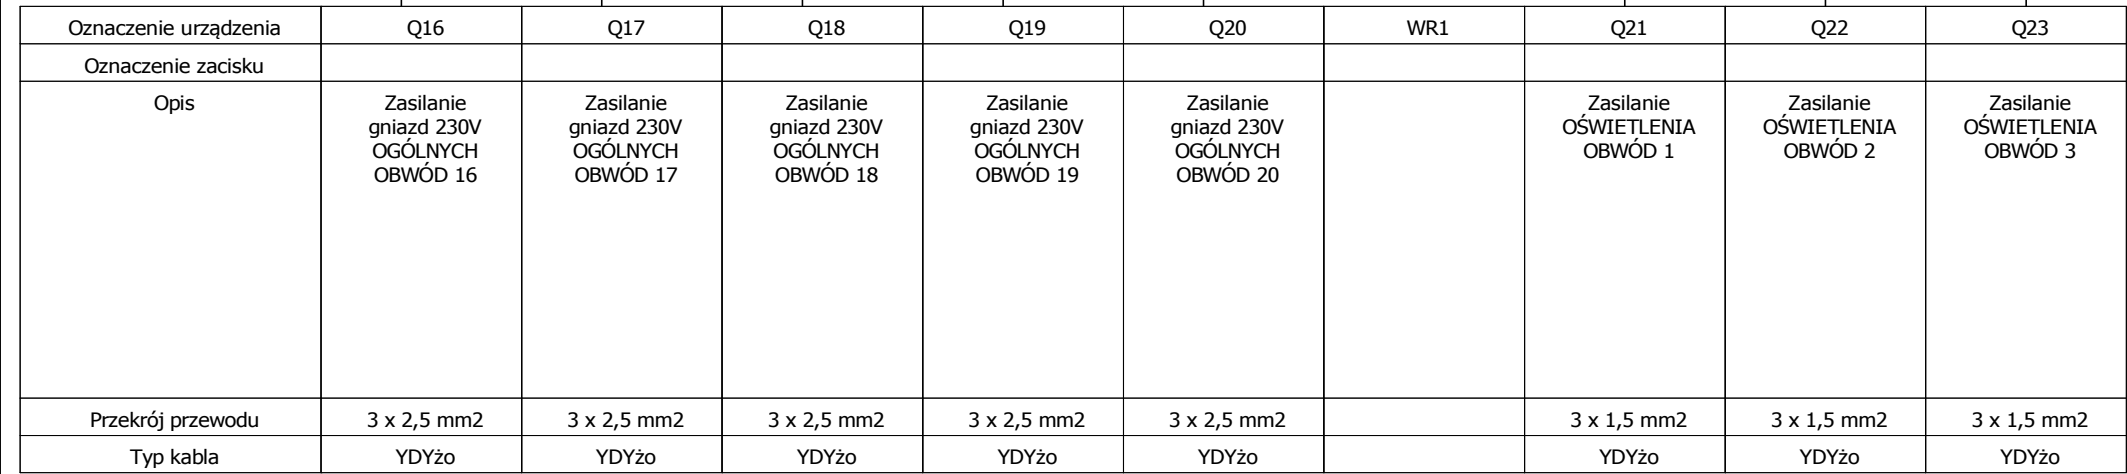 Oznaczenie urządzenia Q16 Q17 Q18 Q19 Q20 WR1 Q21 Q22 Q23
Oznaczenie zacisku
Opis Zasilanie Zasilanie Zasilanie Zasilanie Zasilanie Zasilanie Zasilanie Zasilanie
gniazd 230V gniazd 230V gniazd 230V gniazd 230V gniazd 230V OŚWIETLENIA OŚWIETLENIA OŚWIETLENIA
OGÓLNYCH OGÓLNYCH OGÓLNYCH OGÓLNYCH OGÓLNYCH OBWÓD 1 OBWÓD 2 OBWÓD 3
OBWÓD 16 OBWÓD 17 OBWÓD 18 OBWÓD 19 OBWÓD 20
Przekrój przewodu 3 x 2,5 mm2 3 x 2,5 mm2 3 x 2,5 mm2 3 x 2,5 mm2 3 x 2,5 mm2 3 x 1,5 mm2 3 x 1,5 mm2 3 x 1,5 mm2
Typ kabla YDYżo YDYżo YDYżo YDYżo YDYżo YDYżo YDYżo YDYżo